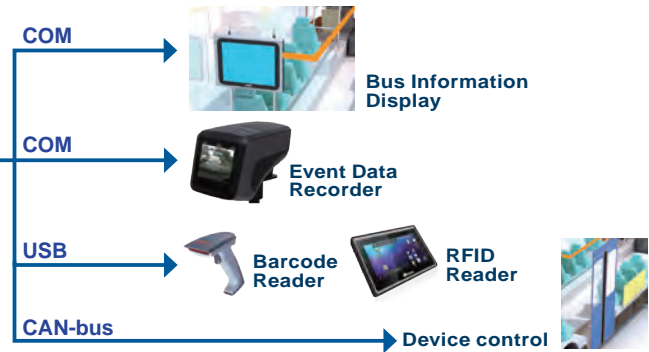 COM
Bus Information
Display
COM
Event Data
Recorder
USB
Barcode
Reader
RFID
Reader
CAN-bus
Device control